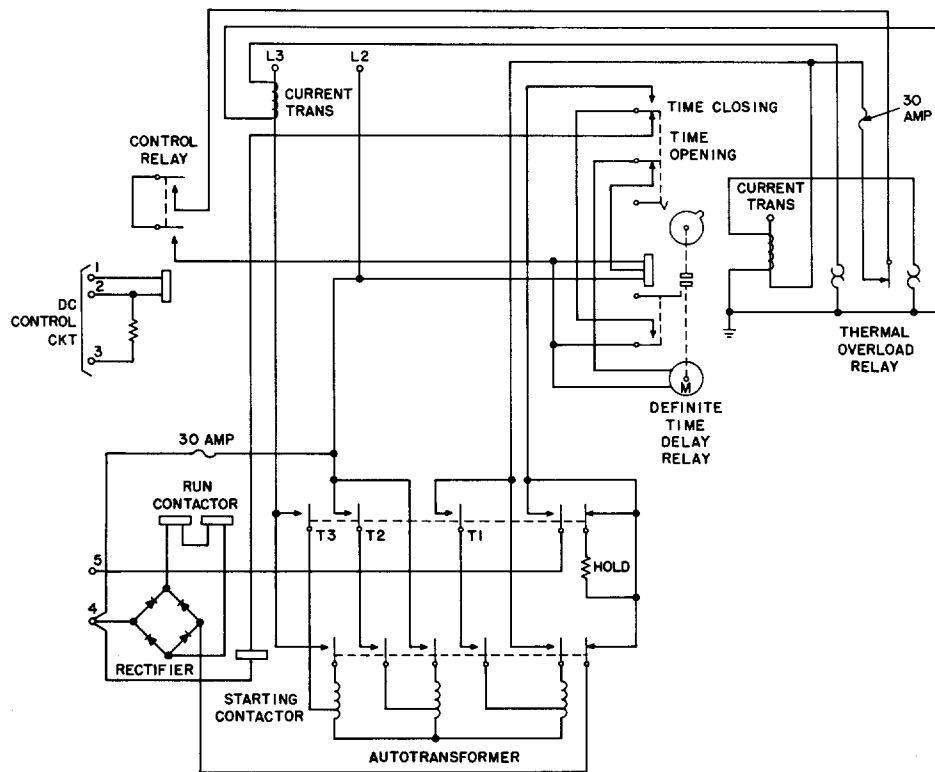 L3
L2
CURRENT
TRANS
TIME CLOSING
TIME
OPENING
30
AMP
CONTROL
RELAY
CURRENT
TRANS
1
2
DC
CONTROL
CKT
3
THERMAL
OVERLOAD
RELAY
M
DEFINITE
TIME
DELAY
RELAY
30 AMP
RUN
CONTACTOR
T3
T2
T1
5
HOLD
4
RECTIFIER
STARTING
CONTACTOR
AUTOTRANSFORMER